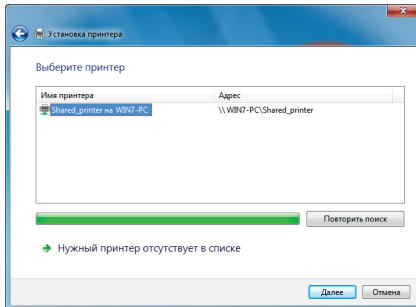 Установка принтера
Выберите принтер
Имя принтера Адрес
Shared_printer на WIN7-PC \\ WIN7-PC\Shared_printer
Повторить поиск
Нужный принтер отсутствует в списке
Далее Отмена